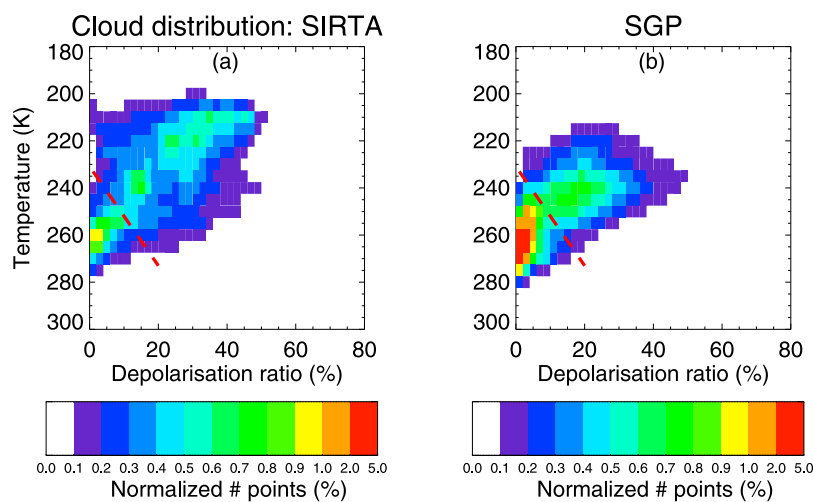 Cloud distribution: SIRTA
SGP
(a)
(b)
Temperature (K)
180
200
220
240
260
280
300
180
200
220
240
260
280
300
0 20 40 60 80
0 20 40 60 80
Depolarisation ratio (%)
Depolarisation ratio (%)
0.0 0.1 0.2 0.3 0.4 0.5 0.6 0.7 0.8 0.9 1.0 2.0 5.0
0.0 0.1 0.2 0.3 0.4 0.5 0.6 0.7 0.8 0.9 1.0 2.0 5.0
Normalized # points (%)
Normalized # points (%)